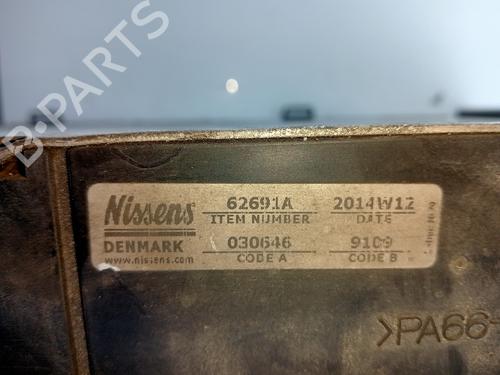 B-PARTS
Nissens
DENMARK
www.nissens.com
62691A
ITEM NUMBER
2014W12
DATE
030646
CODE A
9109
CODE B
>PA66-